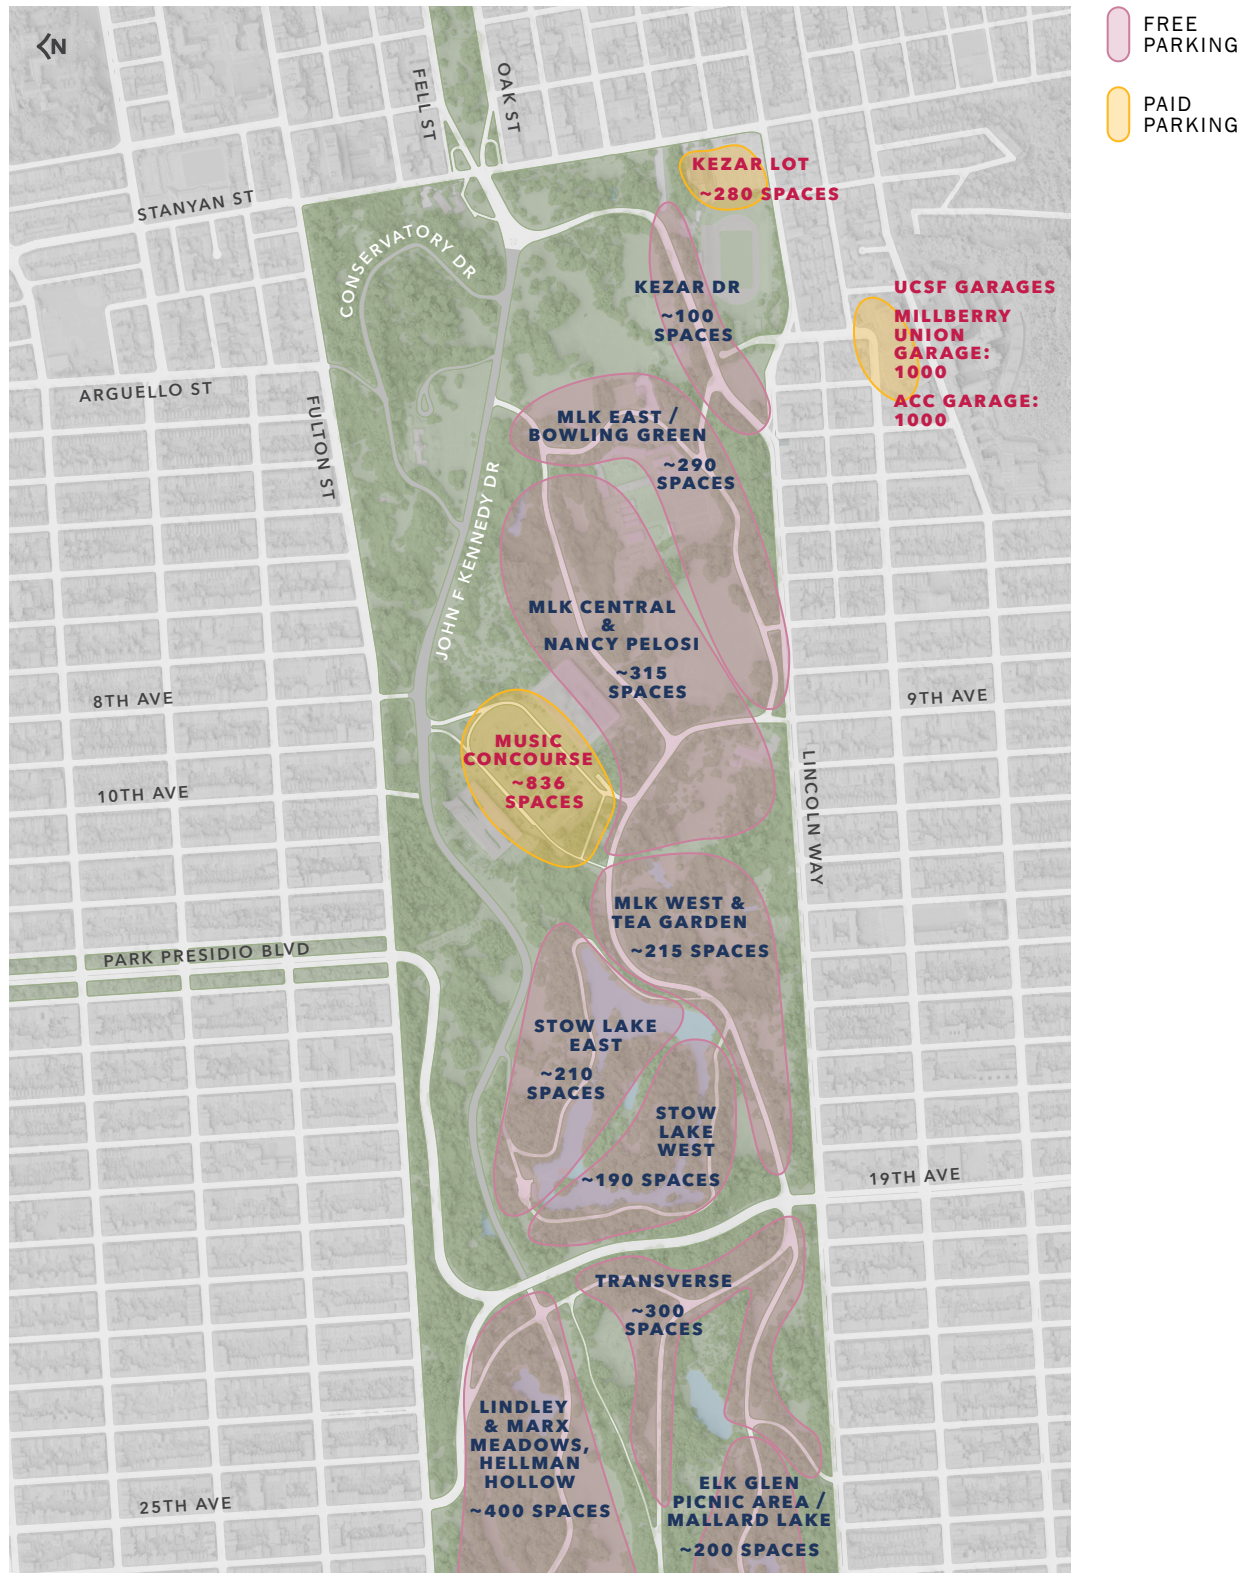 FREE
PARKING
PAID
PARKING
N
FELL ST
OAK ST
STANYAN ST
CONSERVATORY DR
KEZAR LOT
~280 SPACES
KEZAR DR
~100
SPACES
UCSF GARAGES
MILLBERRY
UNION
GARAGE:
1000
ACC GARAGE:
1000
ARGUELLO ST
FULTON ST
MLK EAST /
BOWLING GREEN
~290
SPACES
JOHN F KENNEDY DR
MLK CENTRAL
&
NANCY PELOSI
~315
SPACES
8TH AVE
9TH AVE
MUSIC
CONCOURSE
~836
SPACES
10TH AVE
LINCOLN WAY
MLK WEST &
TEA GARDEN
~215 SPACES
PARK PRESIDIO BLVD
STOW LAKE
EAST
~210
SPACES
STOW
LAKE
WEST
~190 SPACES
19TH AVE
TRANSVERSE
~300
SPACES
LINDLEY
& MARX
MEADOWS,
HELLMAN
HOLLOW
~400 SPACES
25TH AVE
ELK GLEN
PICNIC AREA /
MALLARD LAKE
~200 SPACES